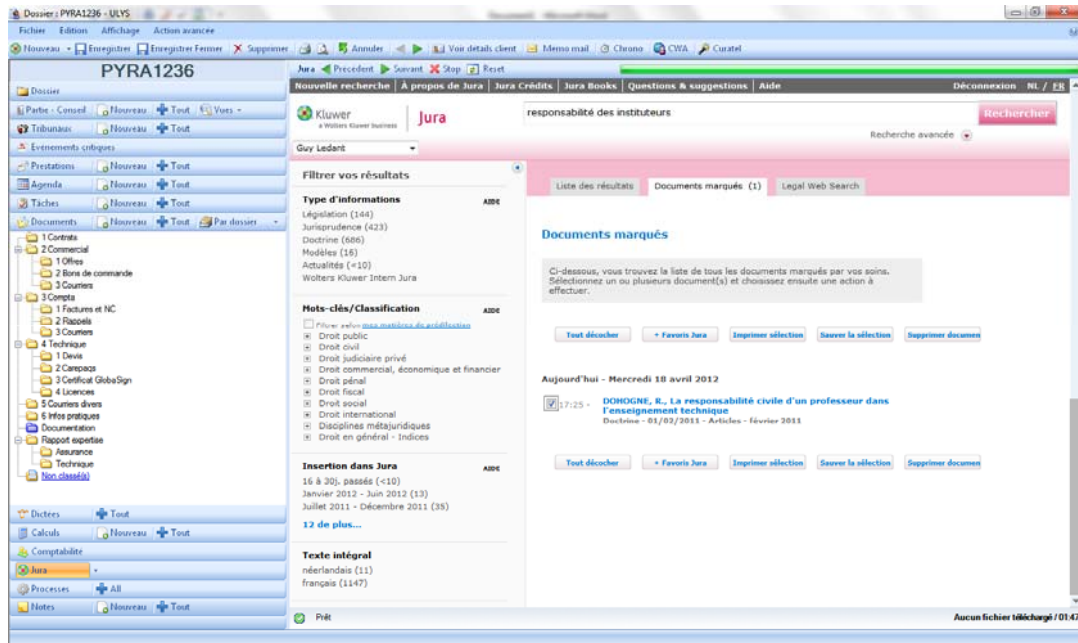 Dossier : PYRA1236 - ULYS
Fichier Edition Affichage Action avancee
Nouveau Enregistrer Enregistrer Fermer Supprimer Annuler Voir details client Memo mail Chrono CWA Curatel
PYRA1236
Dossier
Partie - Conseil Nouveau Tout Vues
Tribunaux Nouveau Tout
Evenements critiques
Prestations Nouveau Tout
Agenda Nouveau Tout
Tâches Nouveau Tout
Documents Nouveau Tout Par dossier
1 Contrats
2 Commercial
1 Offres
2 Bons de commande
3 Courriers
3 Compta
1 Factures et NC
2 Rappels
3 Courriers
4 Technique
1 Devis
2 Carepaqs
3 Certificat GlobaSign
4 Licences
5 Courriers divers
6 Infos pratiques
Documentation
Rapport expertise
Assurance
Technique
Non classé(s)
Dictées Tout
Calculs Nouveau Tout
Comptabilité
Jura
Processes All
Notes Nouveau Tout
Jura Precedent Suivant Stop Reset
Nouvelle recherche | À propos de Jura | Jura Crédits | Jura Books | Questions & suggestions | Aide Déconnexion NL / FR
Kluwer
a Wolters Kluwer business
Jura
responsabilité des instituteurs
Rechercher
Recherche avancée
Guy Ledant
Filtrer vos résultats
Type d'informations AIDE
Législation (144)
Jurisprudence (423)
Doctrine (686)
Modèles (16)
Actualités (<10)
Wolters Kluwer Intern Jura
Mots-clés/Classification AIDE
Filtrer selon mes matières de prédilection
Droit public
Droit civil
Droit judiciaire privé
Droit commercial, économique et financier
Droit pénal
Droit fiscal
Droit social
Droit international
Disciplines métajuridiques
Droit en général - Indices
Insertion dans Jura AIDE
16 à 30j. passés (<10)
Janvier 2012 - Juin 2012 (13)
Juillet 2011 - Décembre 2011 (35)
12 de plus...
Texte intégral
néerlandais (11)
français (1147)
Liste des résultats Documents marqués (1) Legal Web Search
Documents marqués
Ci-dessous, vous trouvez la liste de tous les documents marqués par vos soins.
Sélectionnez un ou plusieurs document(s) et choisissez ensuite une action à
effectuer.
Tout décocher + Favoris Jura Imprimer sélection Sauver la sélection Supprimer documen
Aujourd'hui - Mercredi 18 avril 2012
17:25 - DOHOGNE, R., La responsabilité civile d'un professeur dans
l'enseignement technique
Doctrine - 01/02/2011 - Articles - février 2011
Tout décocher + Favoris Jura Imprimer sélection Sauver la sélection Supprimer documen
Prêt Aucun fichier téléchargé / 01:47